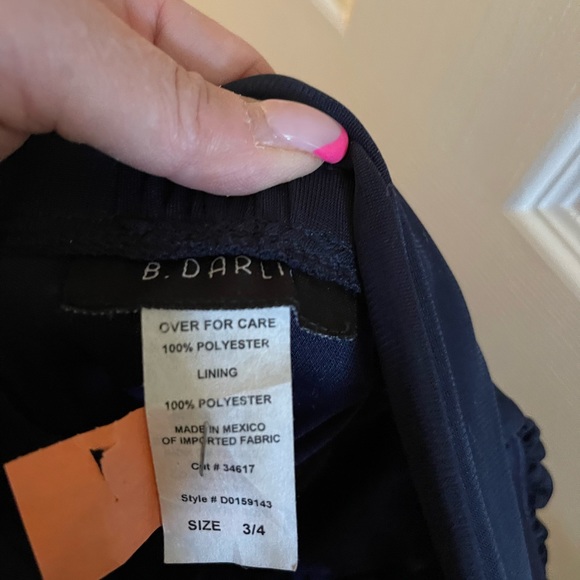 B. DARLI
OVER FOR CARE
100% POLYESTER
LINING
100% POLYESTER
MADE IN MEXICO
OF IMPORTED FABRIC
Cut # 34617
Style # D0159143
SIZE 3/4